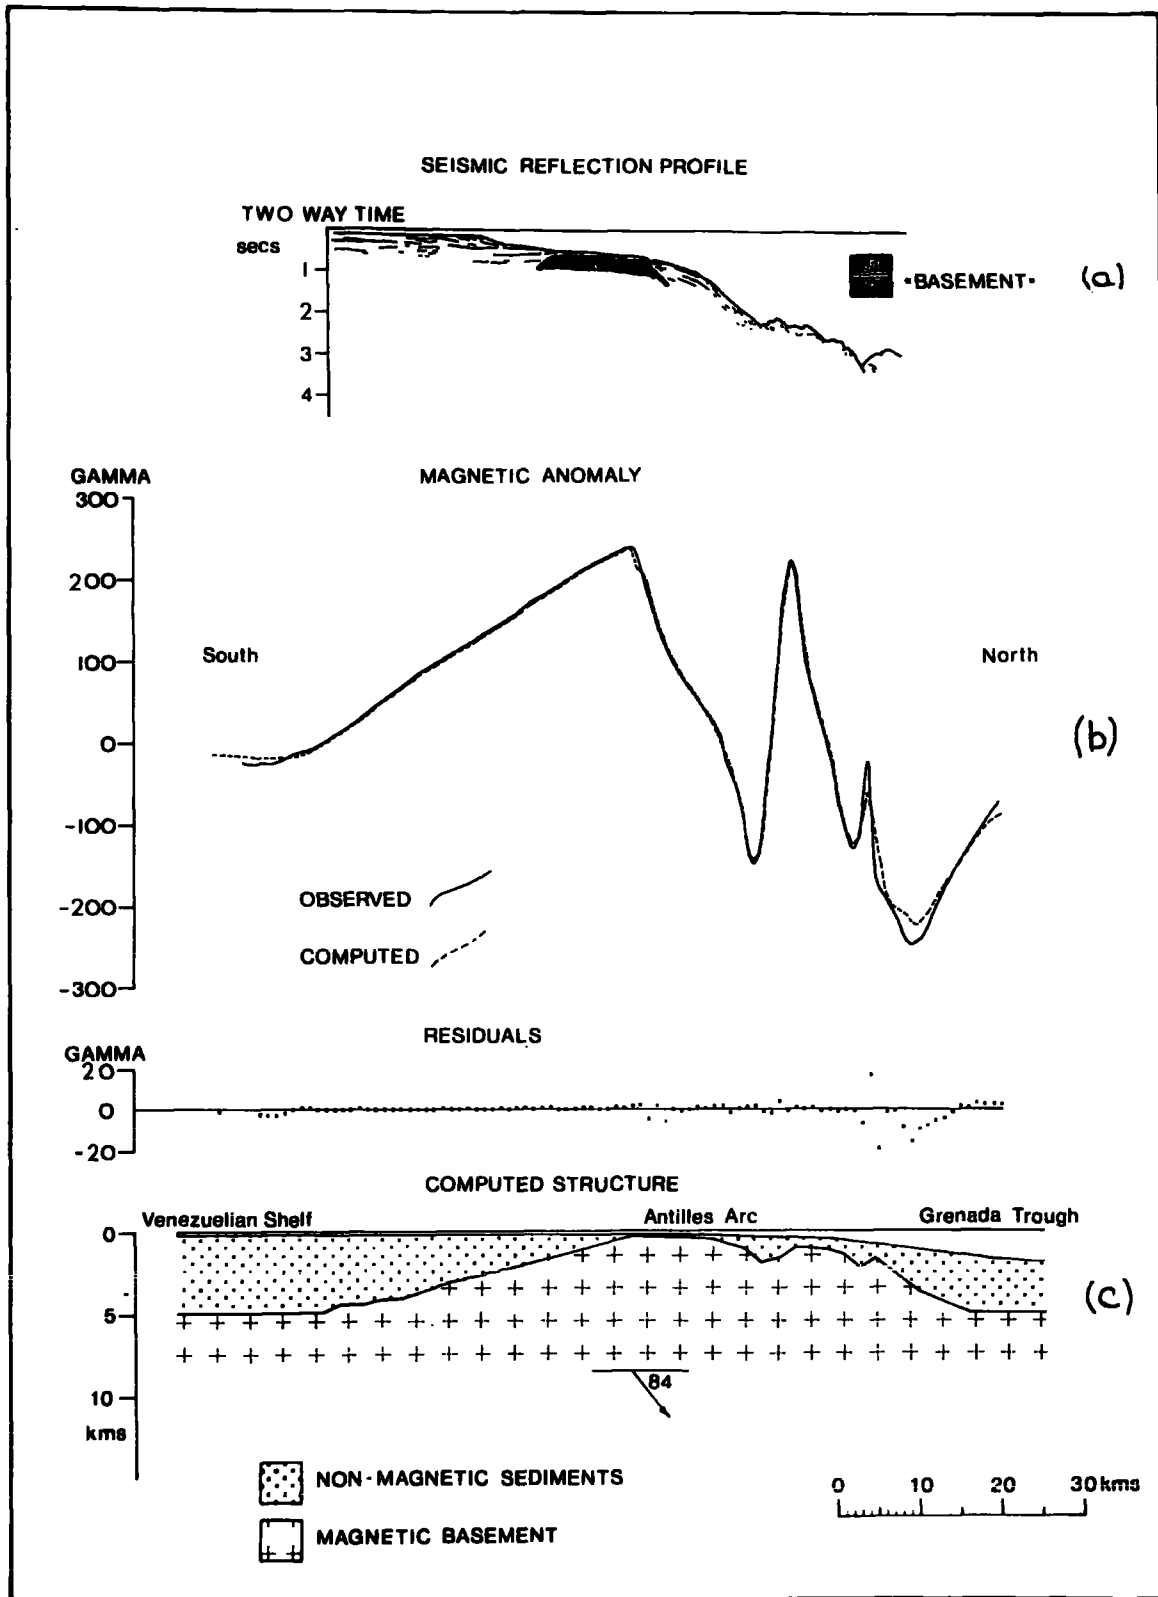 SEISMIC REFLECTION PROFILE
TWO WAY TIME
secs
1
2
3
4
"BASEMENT"
(a)
GAMMA
MAGNETIC ANOMALY
300
200
100
0
-100
-200
-300
South
North
(b)
OBSERVED
COMPUTED
RESIDUALS
GAMMA
20
0
-20
COMPUTED STRUCTURE
Venezuelian Shelf
Antilles Arc
Grenada Trough
0
5
10
kms
(c)
84
NON-MAGNETIC SEDIMENTS
MAGNETIC BASEMENT
0 10 20 30 kms